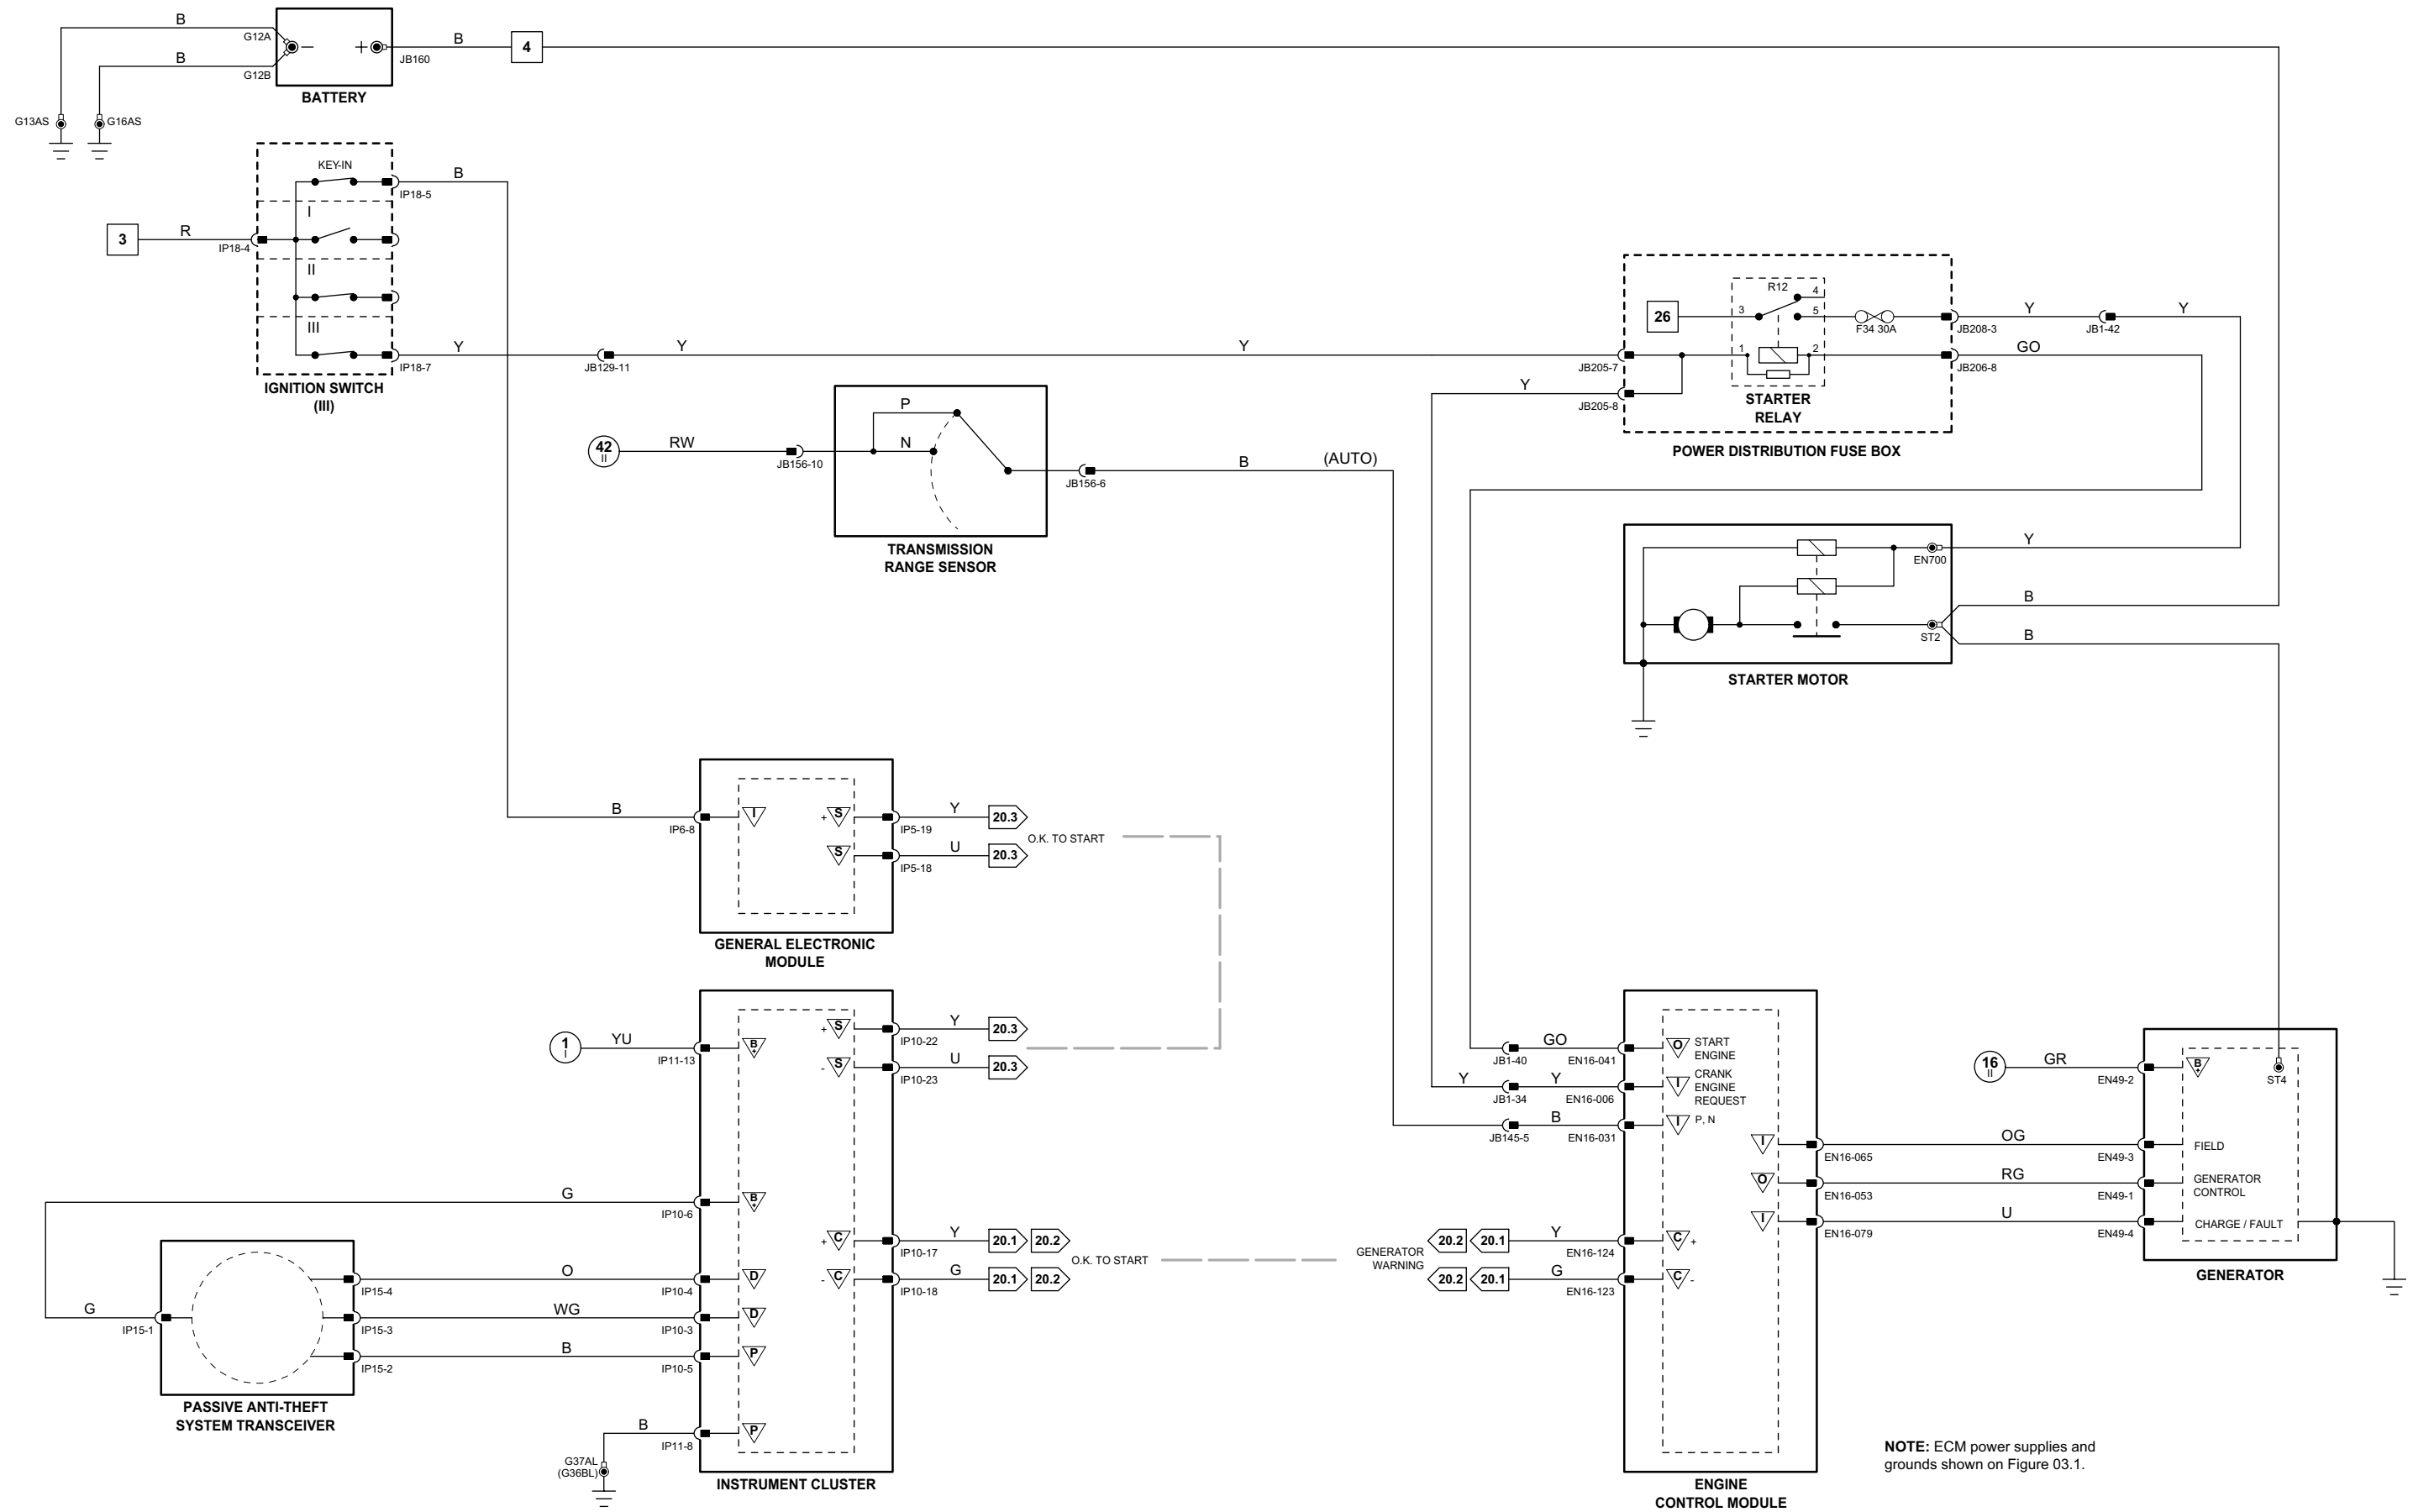 B
G12A
B
G12B
JB160
B
4
BATTERY
G13AS
G16AS
KEY-IN
B
IP18-5
I
3
R
IP18-4
II
III
Y
IP18-7
IGNITION SWITCH
(III)
Y
JB129-11
Y
JB205-7
Y
JB205-8
26
R12
3
4
5
1
2
F34 30A
JB208-3
Y
JB1-42
Y
GO
JB206-8
STARTER
RELAY
POWER DISTRIBUTION FUSE BOX
42
II
RW
JB156-10
P
N
JB156-6
B
(AUTO)
TRANSMISSION
RANGE SENSOR
Y
EN700
B
ST2
B
STARTER MOTOR
B
IP6-8
I
+ S
S
IP5-19
Y
20.3
O.K. TO START
IP5-18
U
20.3
GENERAL ELECTRONIC
MODULE
1
I
YU
IP11-13
B+
+ S
IP10-22
Y
20.3
- S
IP10-23
U
20.3
G
IP10-6
B+
+ C
IP10-17
Y
20.1
20.2
O.K. TO START
- C
IP10-18
G
20.1
20.2
O
IP15-4
IP10-4
D
WG
IP15-3
IP10-3
D
B
IP15-2
IP10-5
P
G
IP15-1
PASSIVE ANTI-THEFT
SYSTEM TRANSCEIVER
B
IP11-8
P
G37AL
(G36BL)
INSTRUMENT CLUSTER
GO
JB1-40
EN16-041
O
START
ENGINE
Y
JB1-34
Y
EN16-006
I
CRANK
ENGINE
REQUEST
B
JB145-5
EN16-031
I
P, N
I
EN16-065
OG
EN49-3
FIELD
O
EN16-053
RG
EN49-1
GENERATOR
CONTROL
I
EN16-079
U
EN49-4
CHARGE / FAULT
16
II
GR
EN49-2
B+
ST4
GENERATOR
GENERATOR
WARNING
20.2
20.1
Y
EN16-124
C +
20.2
20.1
G
EN16-123
C -
ENGINE
CONTROL MODULE
NOTE: ECM power supplies and
grounds shown on Figure 03.1.